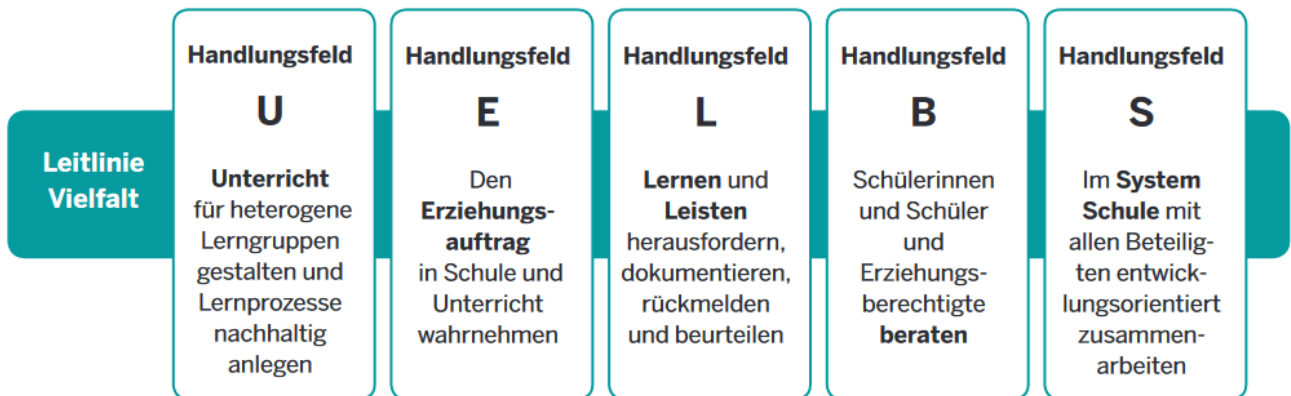 Leitlinie
Vielfalt
Handlungsfeld
U
Unterricht
für heterogene
Lerngruppen
gestalten und
Lernprozesse
nachhaltig
anlegen
Handlungsfeld
E
Den
Erziehungs-
auftrag
in Schule und
Unterricht
wahrnehmen
Handlungsfeld
L
Lernen und
Leisten
herausfordern,
dokumentieren,
rückmelden
und beurteilen
Handlungsfeld
B
Schülerinnen
und Schüler
und
Erziehungs-
berechtigte
beraten
Handlungsfeld
S
Im System
Schule mit
allen Beteilig-
ten entwick-
lungsorientiert
zusammen-
arbeiten